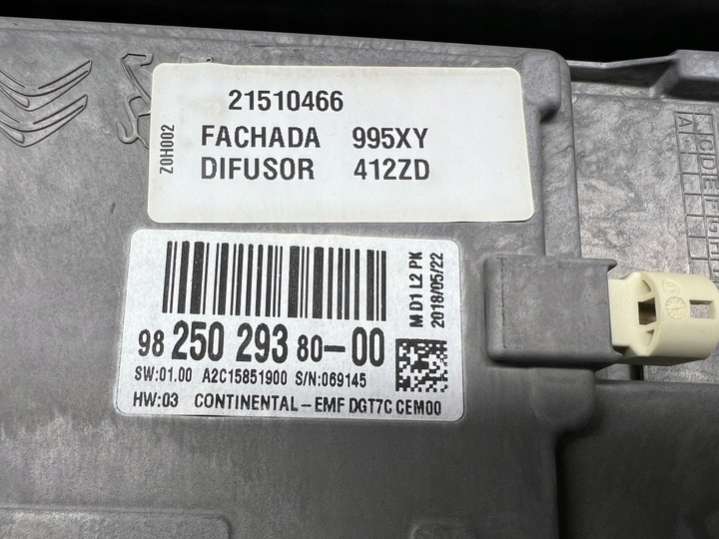 Z0H002
21510466
FACHADA 995XY
DIFUSOR 412ZD
98 250 293 80-00
M D1 L2 PK
2018/05/22
SW:01.00 A2C15851900 S/N:069145
HW:03 CONTINENTAL-EMF DGT7C CEM00